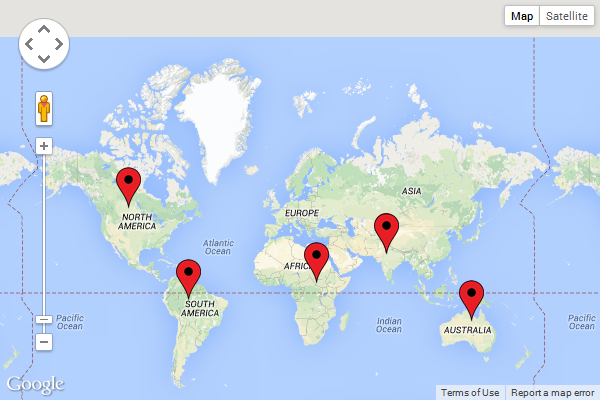 Map Satellite
ASIA
NORTH
AMERICA
EUROPE
Atlantic
Ocean
AFRIC
SOUTH
AMERICA
Pacific
Ocean
Indian
Ocean
AUSTRALIA
Pacific
Ocean
Google
Terms of Use Report a map error